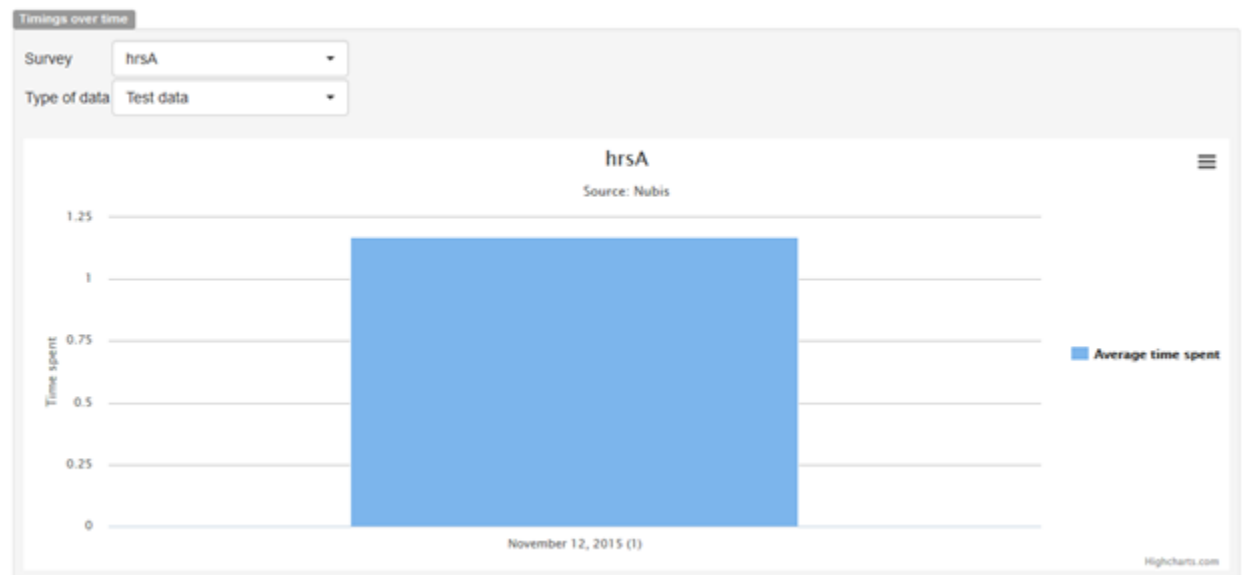 Timings over time
Survey hrsA
Type of data Test data
hrsA
Source: Nubis
1.25
1
0.75
0.5
0.25
0
Time spent
Average time spent
November 12, 2015 (1)
Highcharts.com